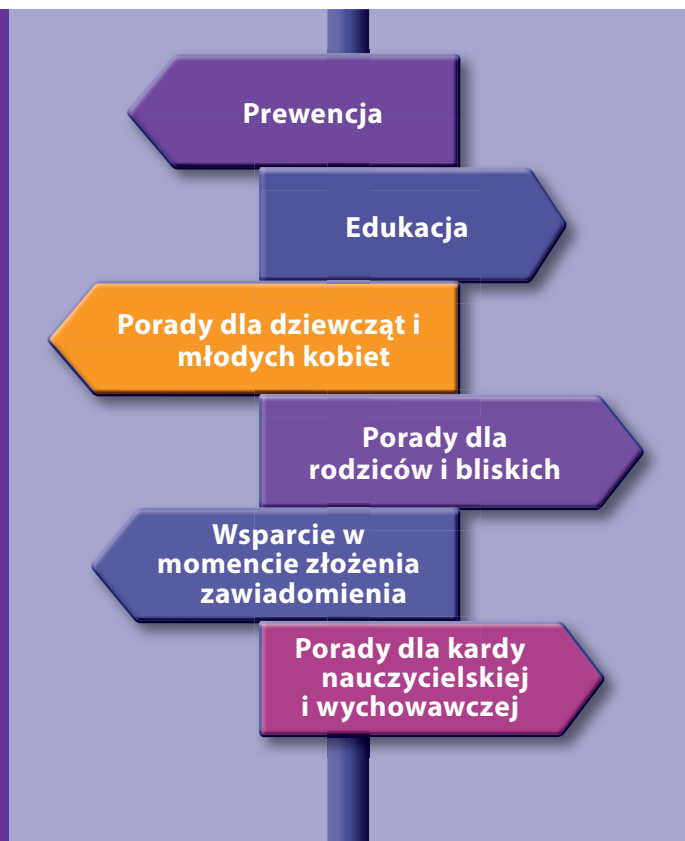 Prewencja
Edukacja
Porady dla dziewcząt i
młodych kobiet
Porady dla
rodziców i bliskich
Wsparcie w
momencie złożenia
zawiadomienia
Porady dla kardy
nauczycielskiej
i wychowawczej